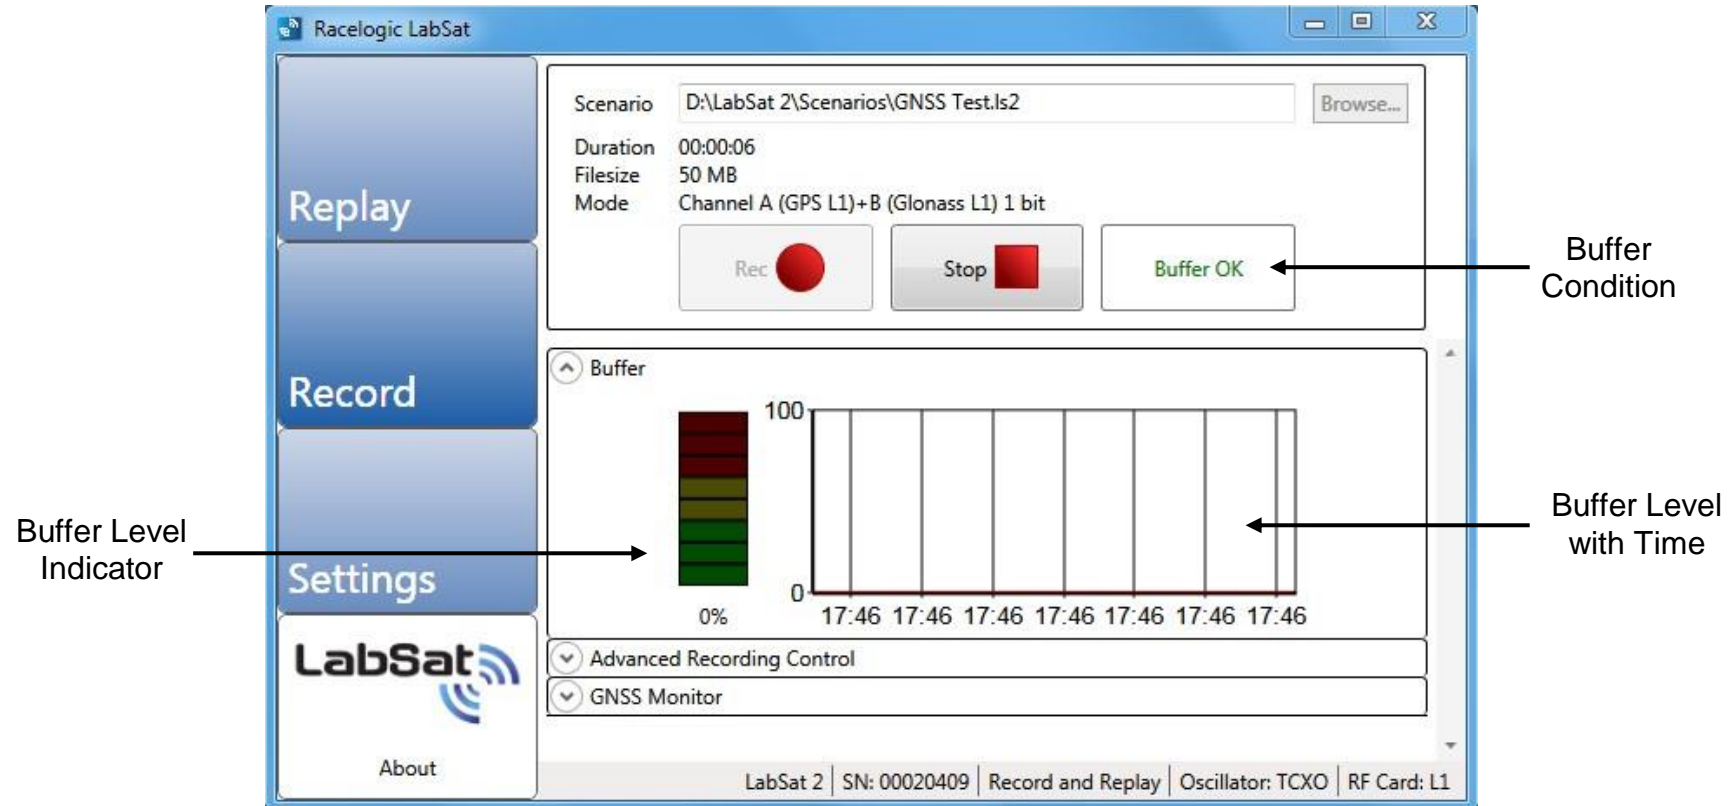 Racelogic LabSat
Replay
Record
Settings
LabSat
About
Scenario D:\LabSat 2\Scenarios\GNSS Test.ls2 Browse...
Duration 00:00:06
Filesize 50 MB
Mode Channel A (GPS L1)+B (Glonass L1) 1 bit
Rec Stop Buffer OK
Buffer
Condition
Buffer
100
0
0%
17:46 17:46 17:46 17:46 17:46 17:46 17:46
Buffer Level
Indicator
Buffer Level
with Time
Advanced Recording Control
GNSS Monitor
LabSat 2 SN: 00020409 Record and Replay Oscillator: TCXO RF Card: L1